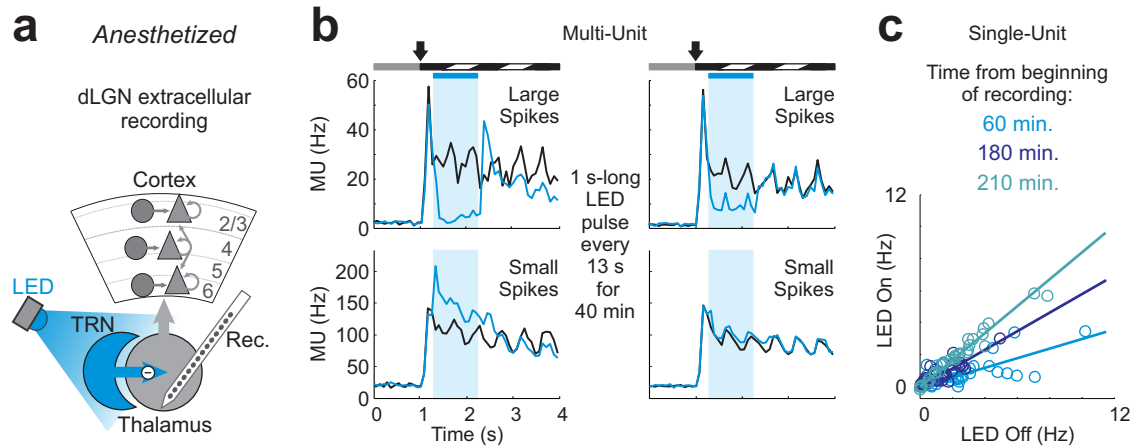 a
Anesthetized
dLGN extracellular
recording
Cortex
2/3
4
5
6
LED
TRN
Rec.
Thalamus
b
Multi-Unit
60
40
20
0
MU (Hz)
Large
Spikes
200
150
100
50
0
MU (Hz)
Small
Spikes
0 1 2 3 4
Time (s)
1 s-long
LED
pulse
every
13 s
for
40 min
Large
Spikes
Small
Spikes
c
Single-Unit
Time from beginning
of recording:
60 min.
180 min.
210 min.
12
0
LED On (Hz)
0 12
LED Off (Hz)